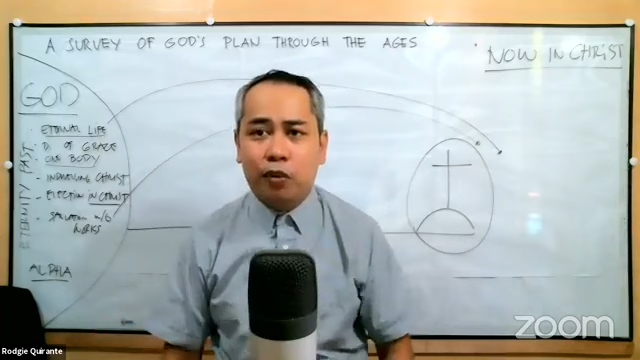 A SURVEY OF GOD'S PLAN THROUGH THE AGES
NOW IN CHRIST
GOD
ETERNITY PAST
- ETERNAL LIFE
- D. OF GRACE
- ONE BODY
- INDWELLING CHRIST
- ELECTION IN CHRIST
- SALVATION w/o
WORKS
ALPHA
zoom
Rodgie Quirante